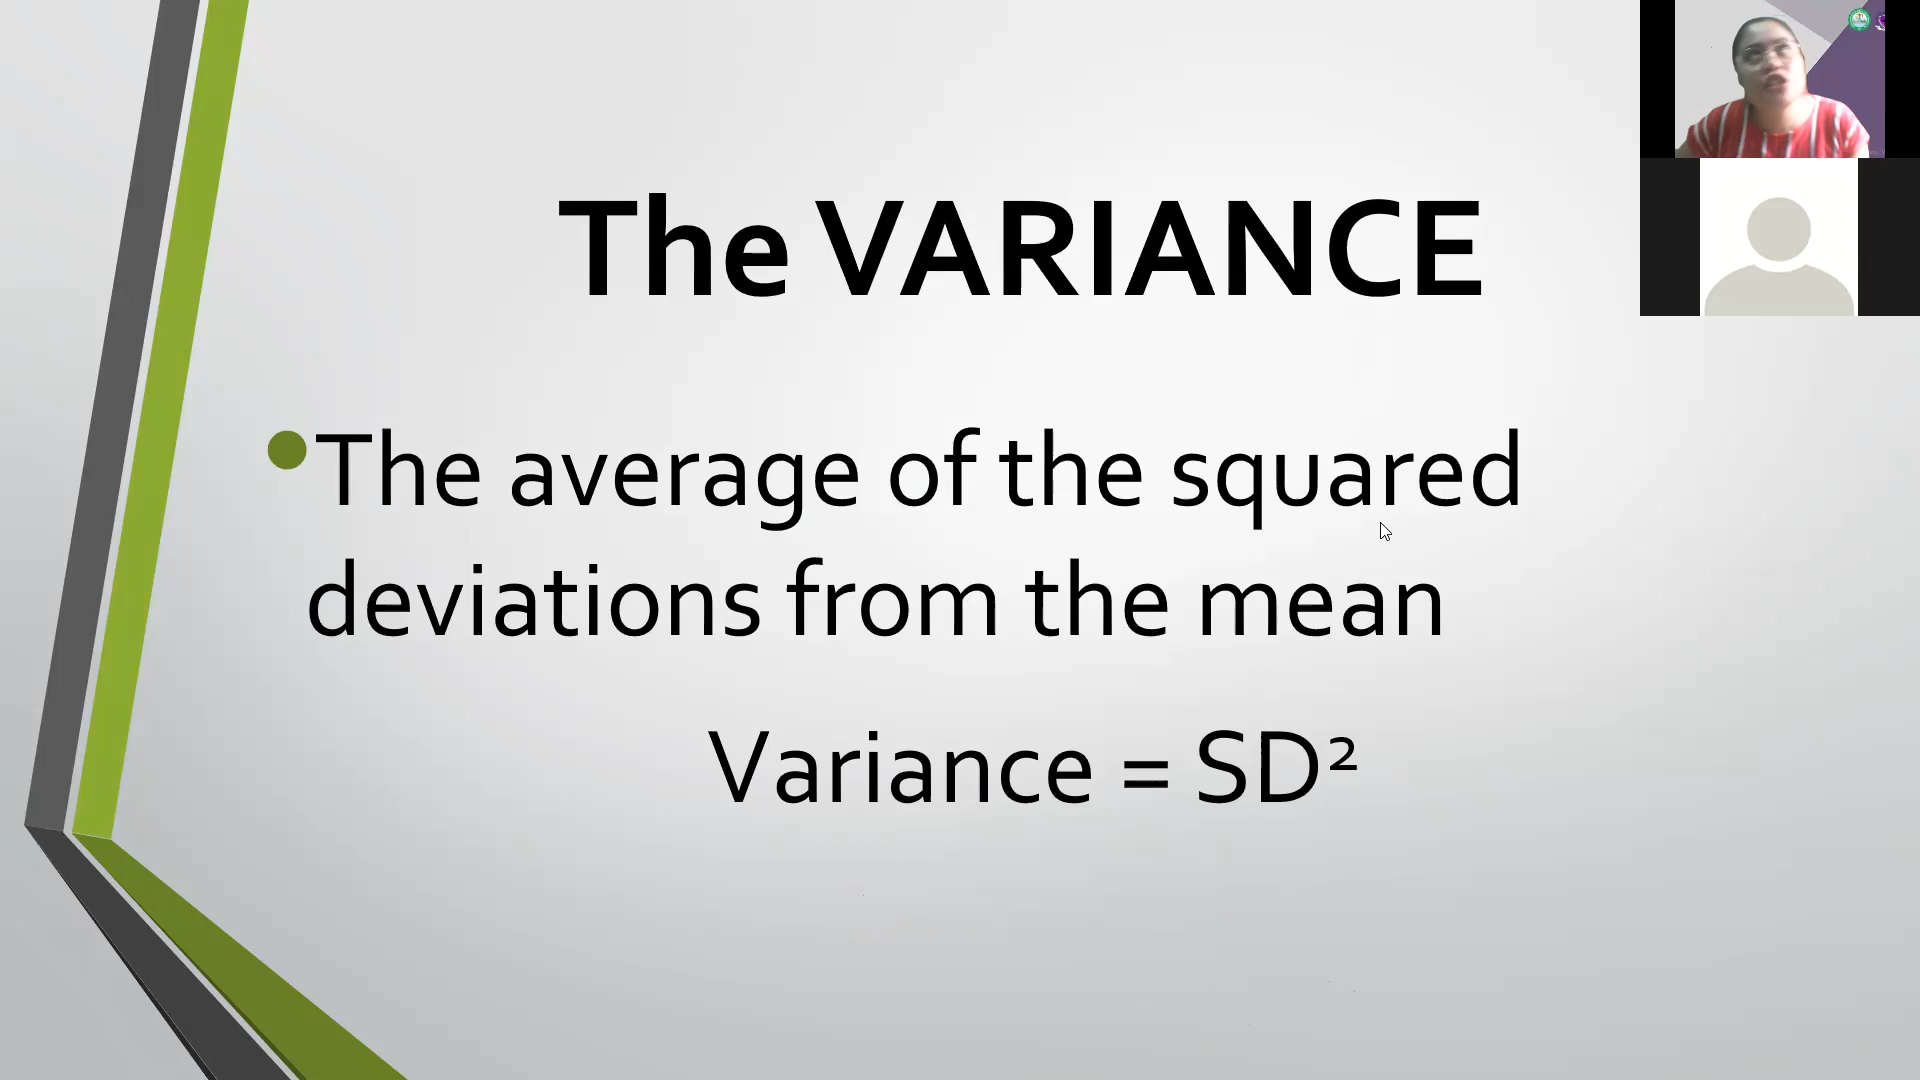 The VARIANCE
The average of the squared
deviations from the mean
Variance = SD²